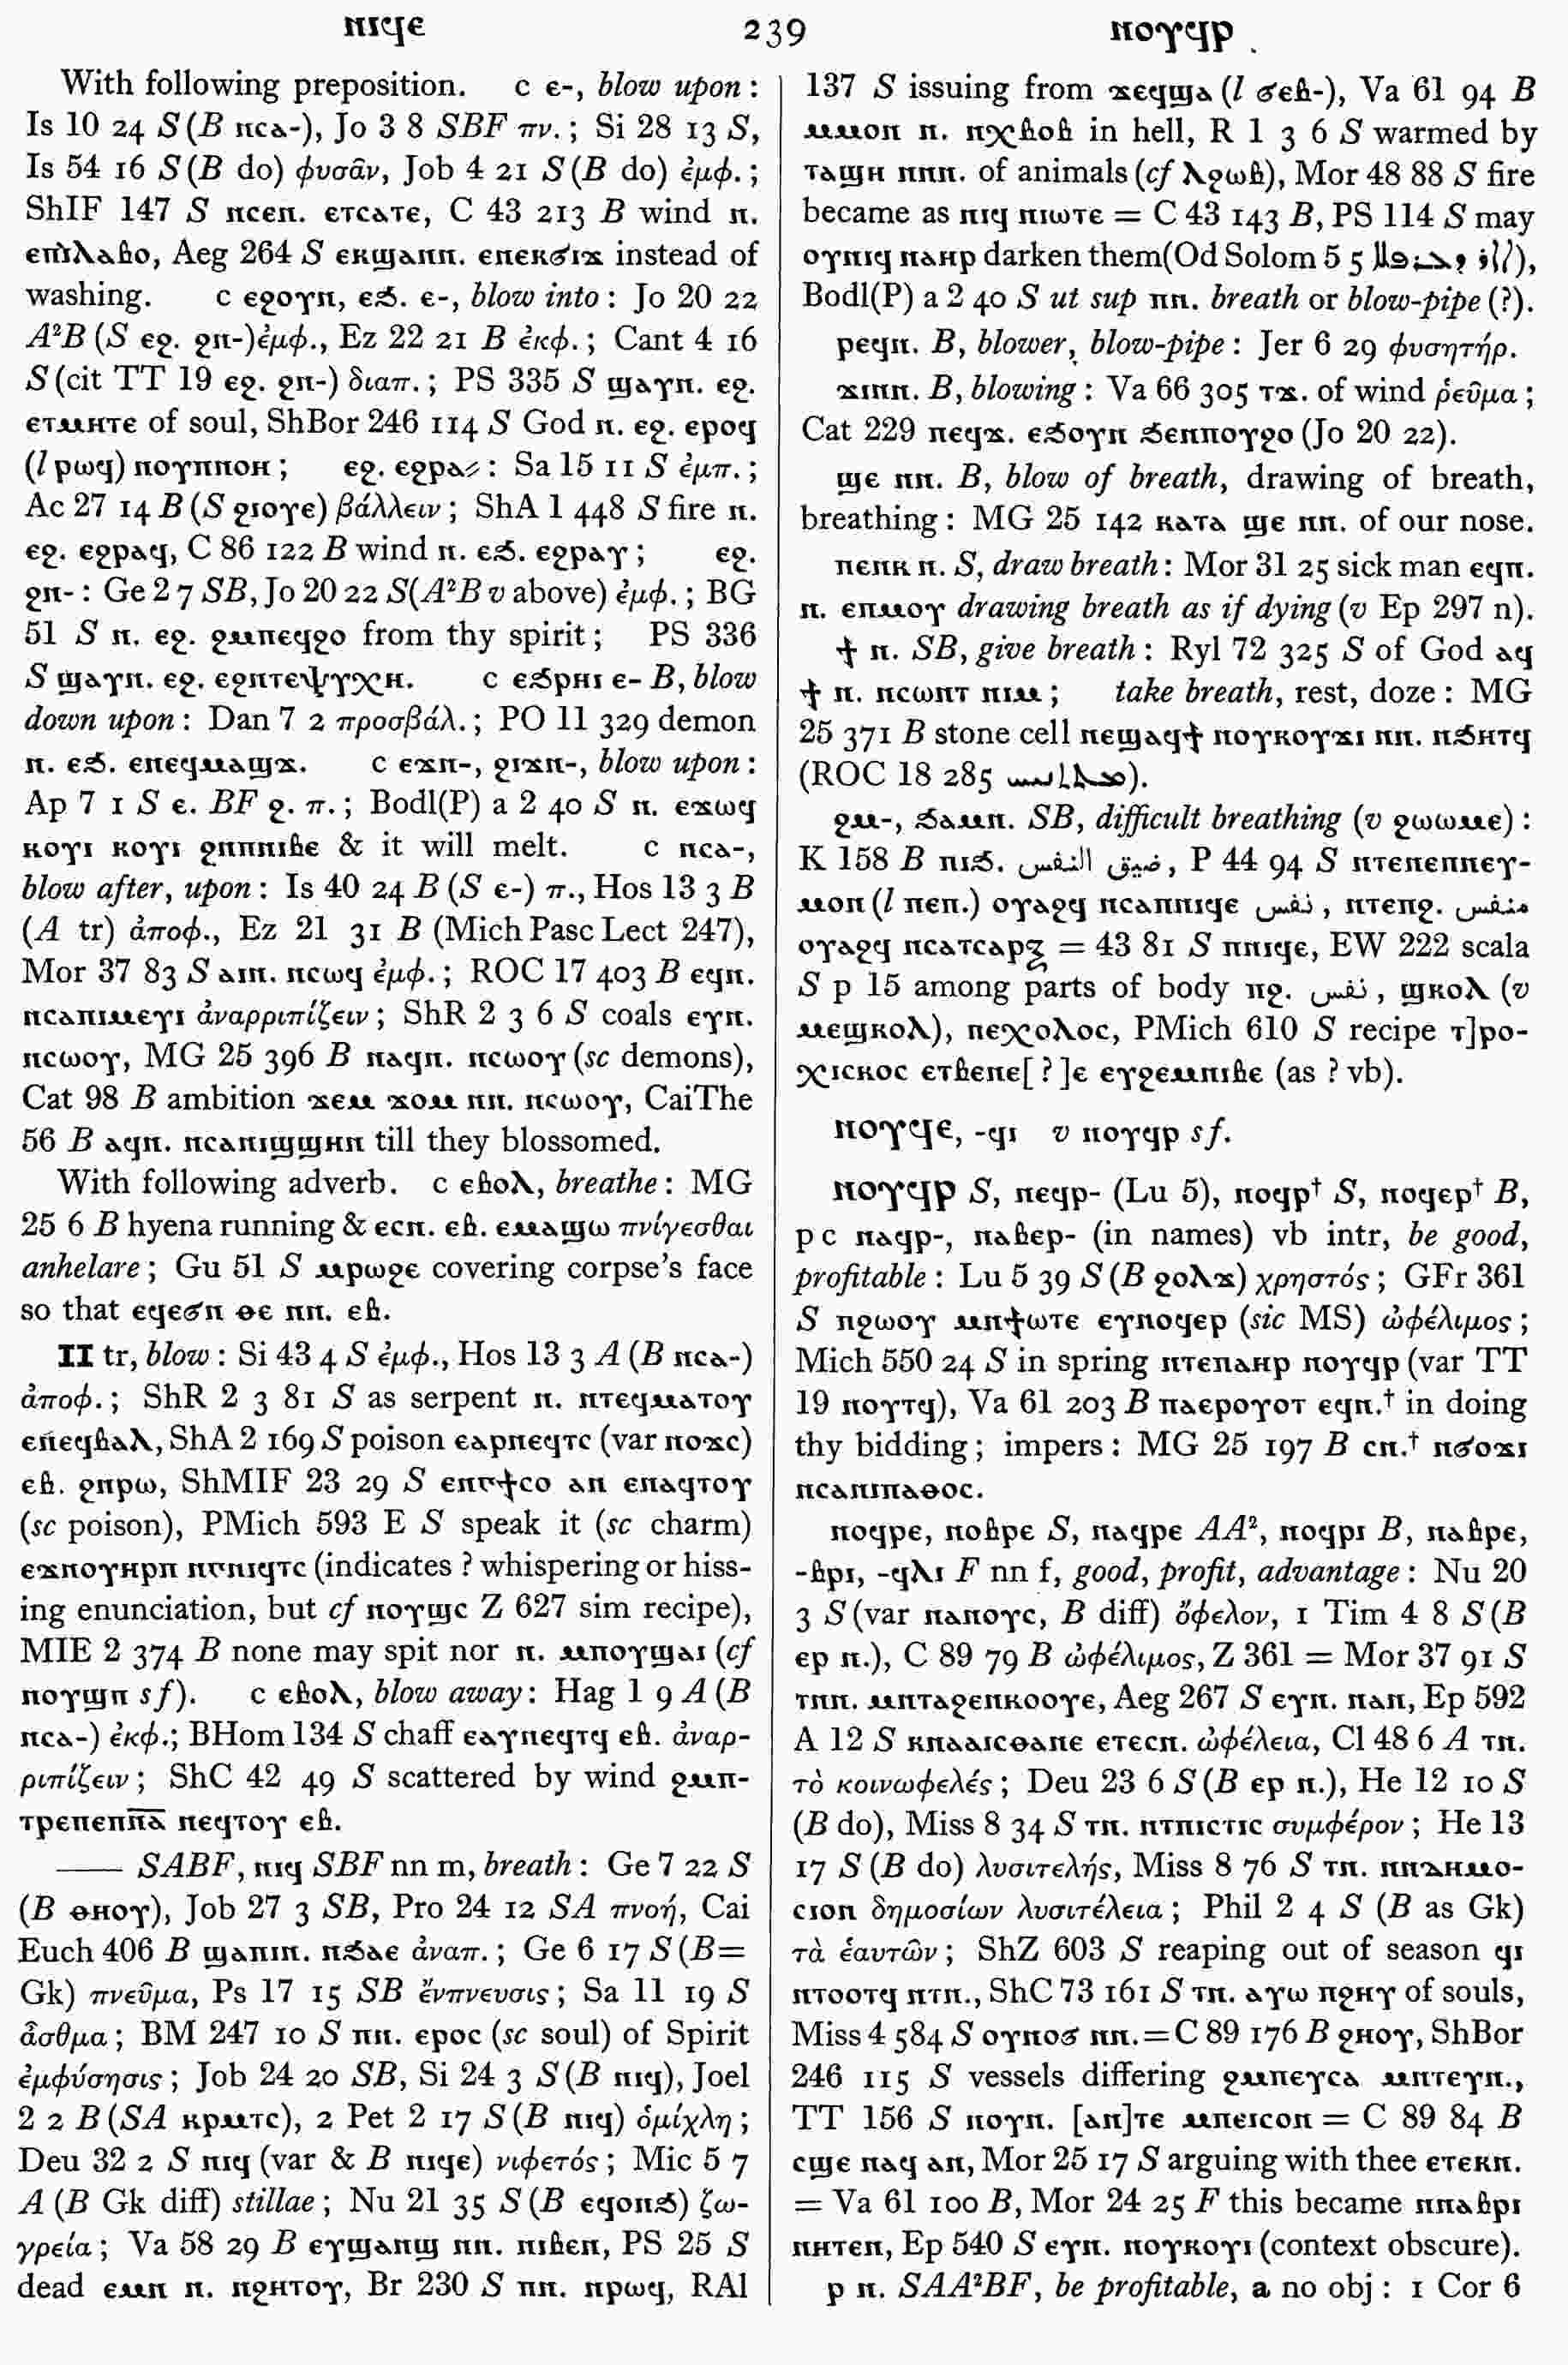 ⲛⲓϥⲉ 239 ⲛⲟⲩϥⲣ
With following preposition. c ⲉ-, blow upon:
Is 10 24 S (B ⲛⲥⲁ-), Jo 3 8 SBF πν.; Si 28 13 S,
Is 54 16 S (B do) φυσᾶν, Job 4 21 S (B do) ἐμφ.;
ShIF 147 S ⲛⲥⲉⲛ. ⲉⲧⲥⲁⲧⲉ, C 43 213 B wind ⲛ.
ⲉⲡⲓⲗⲁⲃⲟ, Aeg 264 S ⲉⲕϣⲁⲛⲛ. ⲉⲛⲉⲕϭⲓϫ instead of
washing. c ⲉϩⲟⲩⲛ, ⲉϧ. ⲉ-, blow into: Jo 20 22
A²B (S ⲉϩ. ϩⲛ-) ἐμφ., Ez 22 21 B ἐκφ.; Cant 4 16
S (cit TT 19 ⲉϩ. ϩⲛ-) διαπ.; PS 335 S ϣⲁⲩⲛ. ⲉϩ.
ⲉⲧⲙⲏⲧⲉ of soul, ShBor 246 114 S God ⲛ. ⲉϩ. ⲉⲣⲟϥ
(l ⲣⲱϥ) ⲛⲟⲩⲡⲛⲟⲏ; ⲉϩ. ⲉϩⲣⲁ⸗: Sa 15 11 S ἐμπ.;
Ac 27 14 B (S ϩⲓⲟⲩⲉ) βάλλειν; ShA 1 448 S fire ⲛ.
ⲉϩ. ⲉϩⲣⲁϥ, C 86 122 B wind ⲛ. ⲉϧ. ⲉϩⲣⲁⲩ; ⲉϩ.
ϩⲛ-: Ge 2 7 SB, Jo 20 22 S (A²B v above) ἐμφ.; BG
51 S ⲛ. ⲉϩ. ϩⲙⲡⲉϥϩⲟ from thy spirit; PS 336
S ϣⲁⲩⲛ. ⲉϩ. ⲉϩⲛⲧⲉⲯⲩⲭⲏ. c ⲉϧⲣⲏⲓ ⲉ- B, blow
down upon: Dan 7 2 προσβάλ.; PO 11 329 demon
ⲛ. ⲉϧ. ⲉⲛⲉϥⲙⲁϣϫ. c ⲉϫⲛ-, ϩⲓϫⲛ-, blow upon:
Ap 7 1 S ⲉ. BF ϩ. π.; Bodl(P) a 2 40 S ⲛ. ⲉϫⲱϥ
ⲕⲟⲩⲓ ⲕⲟⲩⲓ ϩⲛⲡⲛⲓⲃⲉ & it will melt. c ⲛⲥⲁ-,
blow after, upon: Is 40 24 B (S ⲉ-) π., Hos 13 3 B
(A tr) ἀποφ., Ez 21 31 B (Mich Pasc Lect 247),
Mor 37 83 S ⲁⲓⲛ. ⲛⲥⲱϥ ἐμφ.; ROC 17 403 B ⲉϥⲛ.
ⲛⲥⲁⲛⲓⲙⲉⲩⲓ ἀναρριπίζειν; ShR 2 3 6 S coals ⲉⲩⲛ.
ⲛⲥⲱⲟⲩ, MG 25 396 B ⲛⲁϥⲛ. ⲛⲥⲱⲟⲩ (sc demons),
Cat 98 B ambition ϫⲉⲙ ϫⲟⲙ ⲛⲛ. ⲛⲥⲱⲟⲩ, CaiThe
56 B ⲁϥⲛ. ⲛⲥⲁⲛⲓϣϣⲏⲛ till they blossomed.
With following adverb. c ⲉⲃⲟⲗ, breathe: MG
25 6 B hyena running & ⲉⲥⲛ. ⲉⲃ. ⲉⲙⲁϣⲱ πνίγεσθαι
anhelare; Gu 51 S ⲙⲣⲱϩⲉ covering corpse's face
so that ⲉϥⲉϭⲛ ⲑⲉ ⲛⲛ. ⲉⲃ.
II tr, blow: Si 43 4 S ἐμφ., Hos 13 3 A (B ⲛⲥⲁ-)
ἀποφ.; ShR 2 3 81 S as serpent ⲛ. ⲛⲧⲉϥⲙⲁⲧⲟⲩ
ⲉⲛⲉϥⲃⲁⲗ, ShA 2 169 S poison ⲉⲁⲣⲛⲉϥⲧⲥ (var ⲛⲟϫⲥ)
ⲉⲃ. ϩⲛⲣⲱ, ShMIF 23 29 S ⲉⲛⲅϯⲥⲟ ⲁⲛ ⲉⲛⲁϥⲧⲟⲩ
(sc poison), PMich 593 E S speak it (sc charm)
ⲉϫⲛⲟⲩⲏⲣⲡ ⲛⲅⲛⲓϥⲧⲥ (indicates ? whispering or hiss-
ing enunciation, but cf ⲛⲟⲩϣⲥ Z 627 sim recipe),
MIE 2 374 B none may spit nor ⲛ. ⲙⲡⲟⲩϣⲁⲓ (cf
ⲛⲟⲩϣⲛ sf). c ⲉⲃⲟⲗ, blow away: Hag 1 9 A (B
ⲛⲥⲁ-) ἐκφ.; BHom 134 S chaff ⲉⲁⲩⲛⲉϥⲧϥ ⲉⲃ. ἀναρ-
ριπίζειν; ShC 42 49 S scattered by wind ϩⲙⲡ-
ⲧⲣⲉⲡⲉⲡⲛⲁ ⲛⲉϥⲧⲟⲩ ⲉⲃ.
—— SABF, ⲛⲓϥ SBF nn m, breath: Ge 7 22 S
(B ⲑⲏⲟⲩ), Job 27 3 SB, Pro 24 12 SA πνοή, Cai
Euch 406 B ϣⲁⲡⲓⲛ. ⲛϧⲁⲉ ἀναπ.; Ge 6 17 S (B=
Gk) πνεῦμα, Ps 17 15 SB ἔνπνευσις; Sa 11 19 S
ἆσθμα; BM 247 10 S ⲡⲛ. ⲉⲣⲟⲥ (sc soul) of Spirit
ἐμφύσησις; Job 24 20 SB, Si 24 3 S (B ⲛⲓϥ), Joel
2 2 B (SA ⲕⲣⲙⲧⲥ), 2 Pet 2 17 S (B ⲛⲓϥ) ὁμίχλη;
Deu 32 2 S ⲛⲓϥ (var & B ⲛⲓϥⲉ) νιφετός; Mic 5 7
A (B Gk diff) stillae; Nu 21 35 S (B ⲉϥⲟⲛϧ) ζω-
γρεία; Va 58 29 B ⲉⲩϣⲁⲛϣ ⲛⲛ. ⲛⲓⲃⲉⲛ, PS 25 S
dead ⲉⲙⲛ ⲛ. ⲛϩⲏⲧⲟⲩ, Br 230 S ⲡⲛ. ⲛⲣⲱϥ, RAl
137 S issuing from ϫⲉϥϣⲁ (l ϭⲉⲃ-), Va 61 94 B
ⲙⲙⲟⲛ ⲛ. ⲛⲭⲃⲟⲃ in hell, R 1 3 6 S warmed by
ⲧⲁϣⲏ ⲛⲛⲛ. of animals (cf ⲗϩⲱⲃ), Mor 48 88 S fire
became as ⲛⲓϥ ⲛⲓⲱⲧⲉ = C 43 143 B, PS 114 S may
ⲟⲩⲛⲓϥ ⲛⲁⲏⲣ darken them (Od Solom 5 5),
Bodl(P) a 2 40 S ut sup ⲡⲛ. breath or blow-pipe (?).
ⲣⲉϥⲛ. B, blower, blow-pipe: Jer 6 29 φυσητήρ.
ϫⲓⲛⲛ. B, blowing: Va 66 305 ⲧϫ. of wind ῥεῦμα;
Cat 229 ⲡⲉϥϫ. ⲉϧⲟⲩⲛ ϧⲉⲛⲡⲟⲩϩⲟ (Jo 20 22).
ϣⲉ ⲛⲛ. B, blow of breath, drawing of breath,
breathing: MG 25 142 ⲕⲁⲧⲁ ϣⲉ ⲛⲛ. of our nose.
ⲡⲉⲛⲕ ⲛ. S, draw breath: Mor 31 25 sick man ⲉϥⲡ.
ⲛ. ⲉⲡⲙⲟⲩ drawing breath as if dying (v Ep 297 n).
ϯ ⲛ. SB, give breath: Ryl 72 325 S of God ⲁϥ
ϯ ⲛ. ⲛⲥⲱⲛⲧ ⲛⲓⲙ; take breath, rest, doze: MG
25 371 B stone cell ⲛⲉϣⲁϥϯ ⲛⲟⲩⲕⲟⲩϫⲓ ⲛⲛ. ⲛϧⲏⲧϥ
(ROC 18 285).
ϩⲙ-, ϧⲁⲙⲛ. SB, difficult breathing (v ϩⲱⲱⲙⲉ):
K 158 B ⲡⲓϧ. ضيق النفس, P 44 94 S ⲛⲧⲉⲡⲉⲡⲛⲉⲩ-
ⲙⲟⲛ (l ⲡⲉⲛ.) ⲟⲩⲁϩϥ ⲛⲥⲁⲡⲛⲓϥⲉ نفس, ⲛⲧⲉⲡϩ. منفس
ⲟⲩⲁϩϥ ⲛⲥⲁⲧⲥⲁⲣⲝ = 43 81 S ⲡⲛⲓϥⲉ, EW 222 scala
S p 15 among parts of body ⲡϩ. نفس, ϣⲕⲟⲗ (v
ⲙⲉϣⲕⲟⲗ), ⲡⲉⲭⲟⲗⲟⲥ, PMich 610 S recipe ⲧ]ⲣⲟ-
ⲭⲓⲥⲕⲟⲥ ⲉⲧⲃⲉⲡⲉ[ ? ]ⲉ ⲉⲩϩⲉⲙⲛⲓⲃⲉ (as ? vb).
ⲛⲟⲩϥⲉ, -ϥⲓ v ⲛⲟⲩϥⲣ sf.
ⲛⲟⲩϥⲣ S, ⲛⲉϥⲣ- (Lu 5), ⲛⲟϥⲣ† S, ⲛⲟϥⲉⲣ† B,
p c ⲛⲁϥⲣ-, ⲛⲁⲃⲉⲣ- (in names) vb intr, be good,
profitable: Lu 5 39 S (B ϩⲟⲗϫ) χρηστός; GFr 361
S ⲛϩⲱⲟⲩ ⲙⲛϯⲱⲧⲉ ⲉⲩⲛⲟϥⲉⲣ (sic MS) ὠφέλιμος;
Mich 550 24 S in spring ⲛⲧⲉⲡⲁⲏⲣ ⲛⲟⲩϥⲣ (var TT
19 ⲛⲟⲩⲧϥ), Va 61 203 B ⲡⲁⲉⲣⲟⲩⲟⲧ ⲉϥⲛ.† in doing
thy bidding; impers: MG 25 197 B ⲥⲛ.† ⲛϭⲟϫⲓ
ⲛⲥⲁⲛⲓⲡⲁⲑⲟⲥ.
ⲛⲟϥⲣⲉ, ⲛⲟⲃⲣⲉ S, ⲛⲁϥⲣⲉ AA², ⲛⲟϥⲣⲓ B, ⲛⲁⲃⲣⲉ,
-ⲃⲣⲓ, -ϥⲗⲓ F nn f, good, profit, advantage: Nu 20
3 S (var ⲛⲁⲛⲟⲩⲥ, B diff) ὄφελον, 1 Tim 4 8 S (B
ⲉⲣ ⲛ.), C 89 79 B ὠφέλιμος, Z 361 = Mor 37 91 S
ⲧⲛⲛ. ⲙⲛⲧⲁϩⲉⲛⲕⲟⲟⲩⲉ, Aeg 267 S ⲉⲩⲛ. ⲛⲁⲛ, Ep 592
A 12 S ⲕⲛⲁⲁⲓⲥⲑⲁⲛⲉ ⲉⲧⲉⲥⲛ. ὠφέλεια, Cl 48 6 A ⲧⲛ.
τὸ κοινωφελές; Deu 23 6 S (B ⲉⲣ ⲛ.), He 12 10 S
(B do), Miss 8 34 S ⲧⲛ. ⲛⲧⲡⲓⲥⲧⲓⲥ συμφέρον; He 13
17 S (B do) λυσιτελής, Miss 8 76 S ⲧⲛ. ⲛⲛⲇⲏⲙⲟ-
ⲥⲓⲟⲛ δημοσίων λυσιτέλεια; Phil 2 4 S (B as Gk)
τὰ ἑαυτῶν; ShZ 603 S reaping out of season ϥⲓ
ⲛⲧⲟⲟⲧϥ ⲛⲧⲛ., ShC 73 161 S ⲧⲛ. ⲁⲩⲱ ⲡϩⲏⲩ of souls,
Miss 4 584 S ⲟⲩⲛⲟϭ ⲛⲛ. = C 89 176 B ϩⲏⲟⲩ, ShBor
246 115 S vessels differing ϩⲙⲡⲉⲩⲥⲁ ⲙⲛⲧⲉⲩⲛ.,
TT 156 S ⲛⲟⲩⲛ. [ⲁⲛ]ⲧⲉ ⲙⲡⲉⲓⲥⲟⲛ = C 89 84 B
ⲥϣⲉ ⲛⲁϥ ⲁⲛ, Mor 25 17 S arguing with thee ⲉⲧⲉⲕⲛ.
= Va 61 100 B, Mor 24 25 F this became ⲛⲛⲁⲃⲣⲓ
ⲛⲏⲧⲉⲛ, Ep 540 S ⲉⲩⲛ. ⲛⲟⲩⲕⲟⲩⲓ (context obscure).
ⲣ ⲛ. SAA²BF, be profitable, a no obj: 1 Cor 6